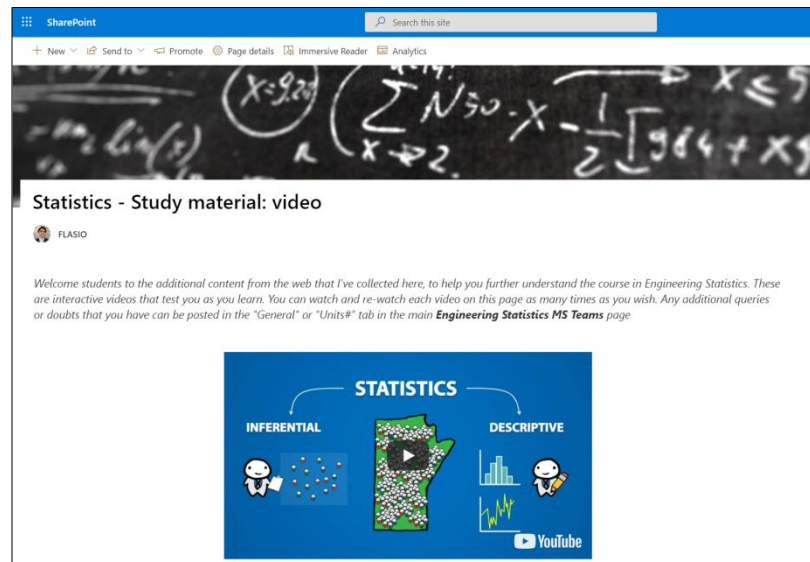 SharePoint
Search this site
New Send to Promote Page details Immersive Reader Analytics
Statistics - Study material: video
FLASIO
Welcome students to the additional content from the web that I've collected here, to help you further understand the course in Engineering Statistics. These
are interactive videos that test you as you learn. You can watch and re-watch each video on this page as many times as you wish. Any additional queries
or doubts that you have can be posted in the "General" or "Units#" tab in the main Engineering Statistics MS Teams page
STATISTICS
INFERENTIAL
DESCRIPTIVE
YouTube